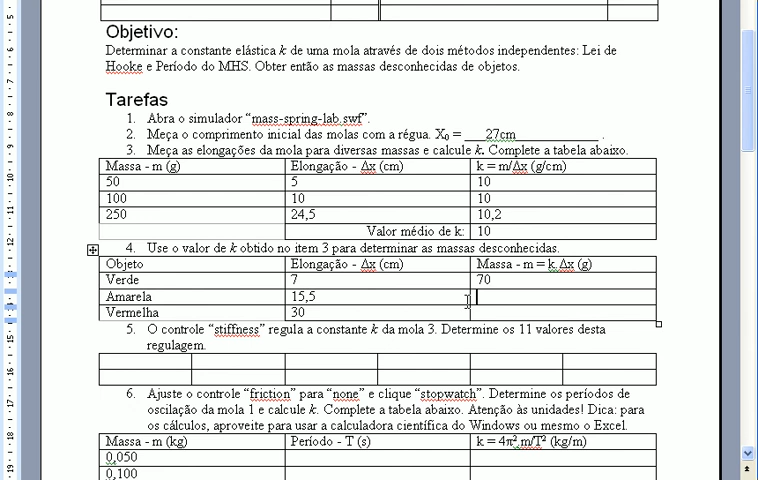 Objetivo:
Determinar a constante elástica k de uma mola através de dois métodos independentes: Lei de
Hooke e Período do MHS. Obter então as massas desconhecidas de objetos.
Tarefas
1. Abra o simulador “mass-spring-lab.swf”.
2. Meça o comprimento inicial das molas com a régua. X₀ = ___27cm____________ .
3. Meça as elongações da mola para diversas massas e calcule k. Complete a tabela abaixo.
Massa - m (g) Elongação - Δx (cm) k = m/Δx (g/cm)
50 5 10
100 10 10
250 24,5 10,2
Valor médio de k: 10
4. Use o valor de k obtido no item 3 para determinar as massas desconhecidas.
Objeto Elongação - Δx (cm) Massa - m = k.Δx (g)
Verde 7 70
Amarela 15,5
Vermelha 30
5. O controle “stiffness” regula a constante k da mola 3. Determine os 11 valores desta
regulagem.
6. Ajuste o controle “friction” para “none” e clique “stopwatch”. Determine os períodos de
oscilação da mola 1 e calcule k. Complete a tabela abaixo. Atenção às unidades! Dica: para
os cálculos, aproveite para usar a calculadora científica do Windows ou mesmo o Excel.
Massa - m (kg) Período - T (s) k = 4π².m/T² (kg/m)
0,050
0,100